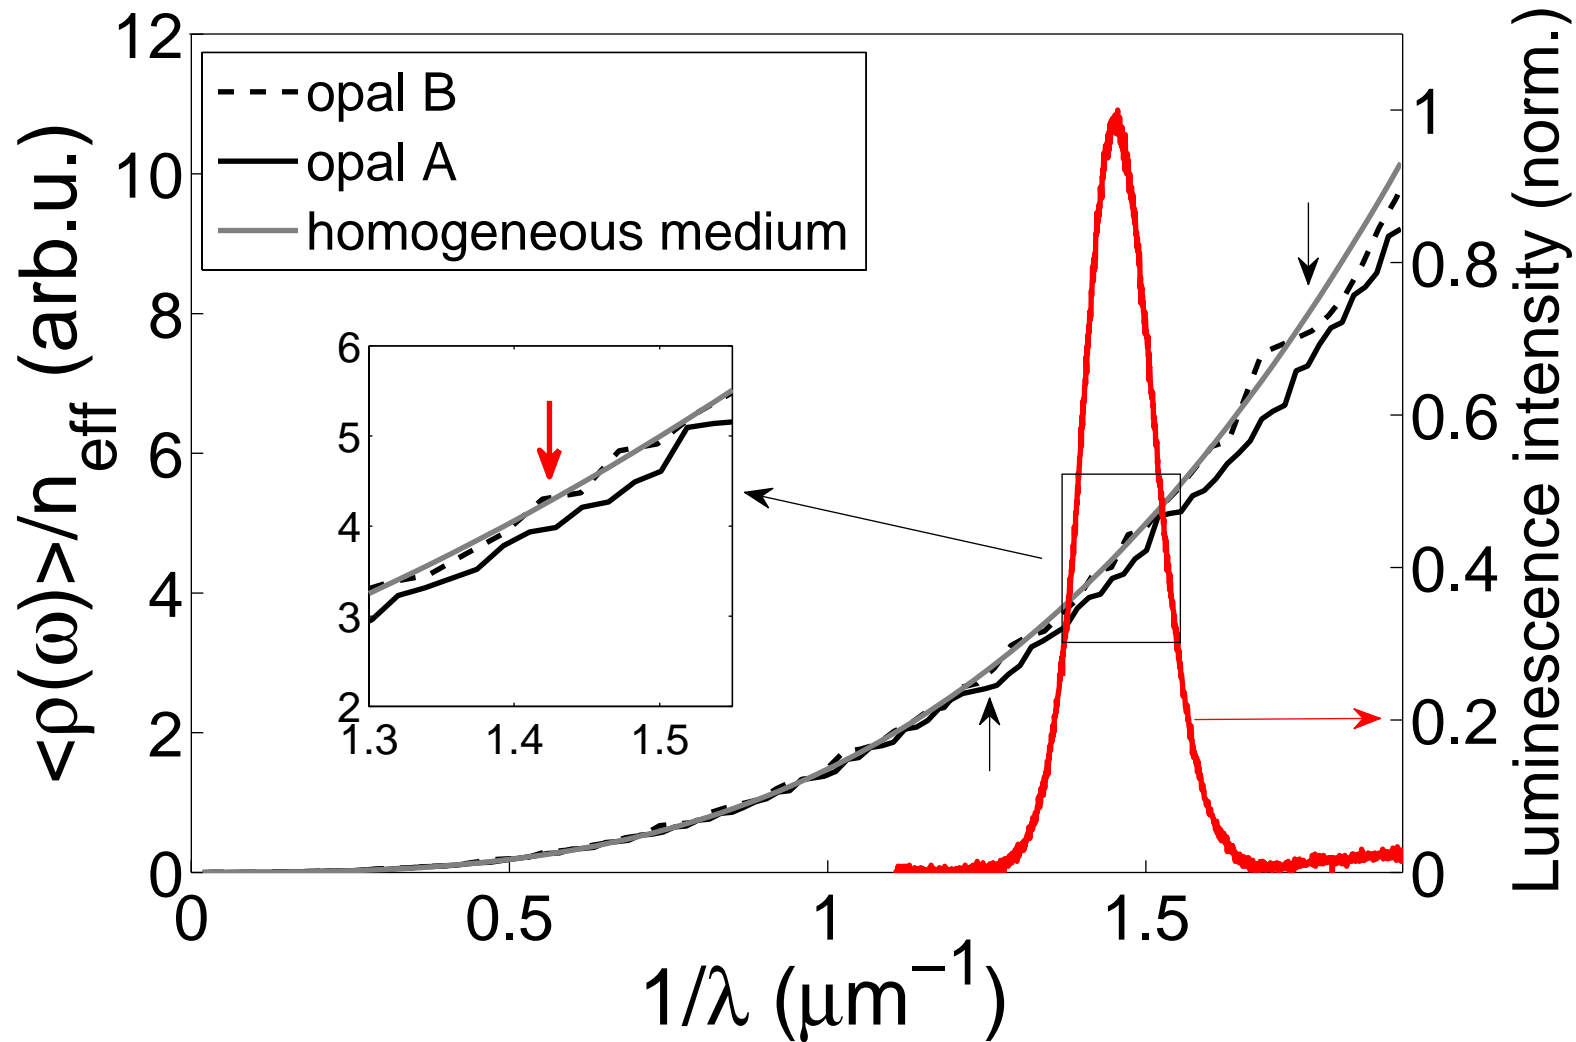 12
10
8
6
4
2
0
<ρ(ω)>/n_eff (arb.u.)
opal B
opal A
homogeneous medium
6
5
4
3
2
1.3 1.4 1.5
1
0.8
0.6
0.4
0.2
0
Luminescence intensity (norm.)
0 0.5 1 1.5
1/λ (μm⁻¹)